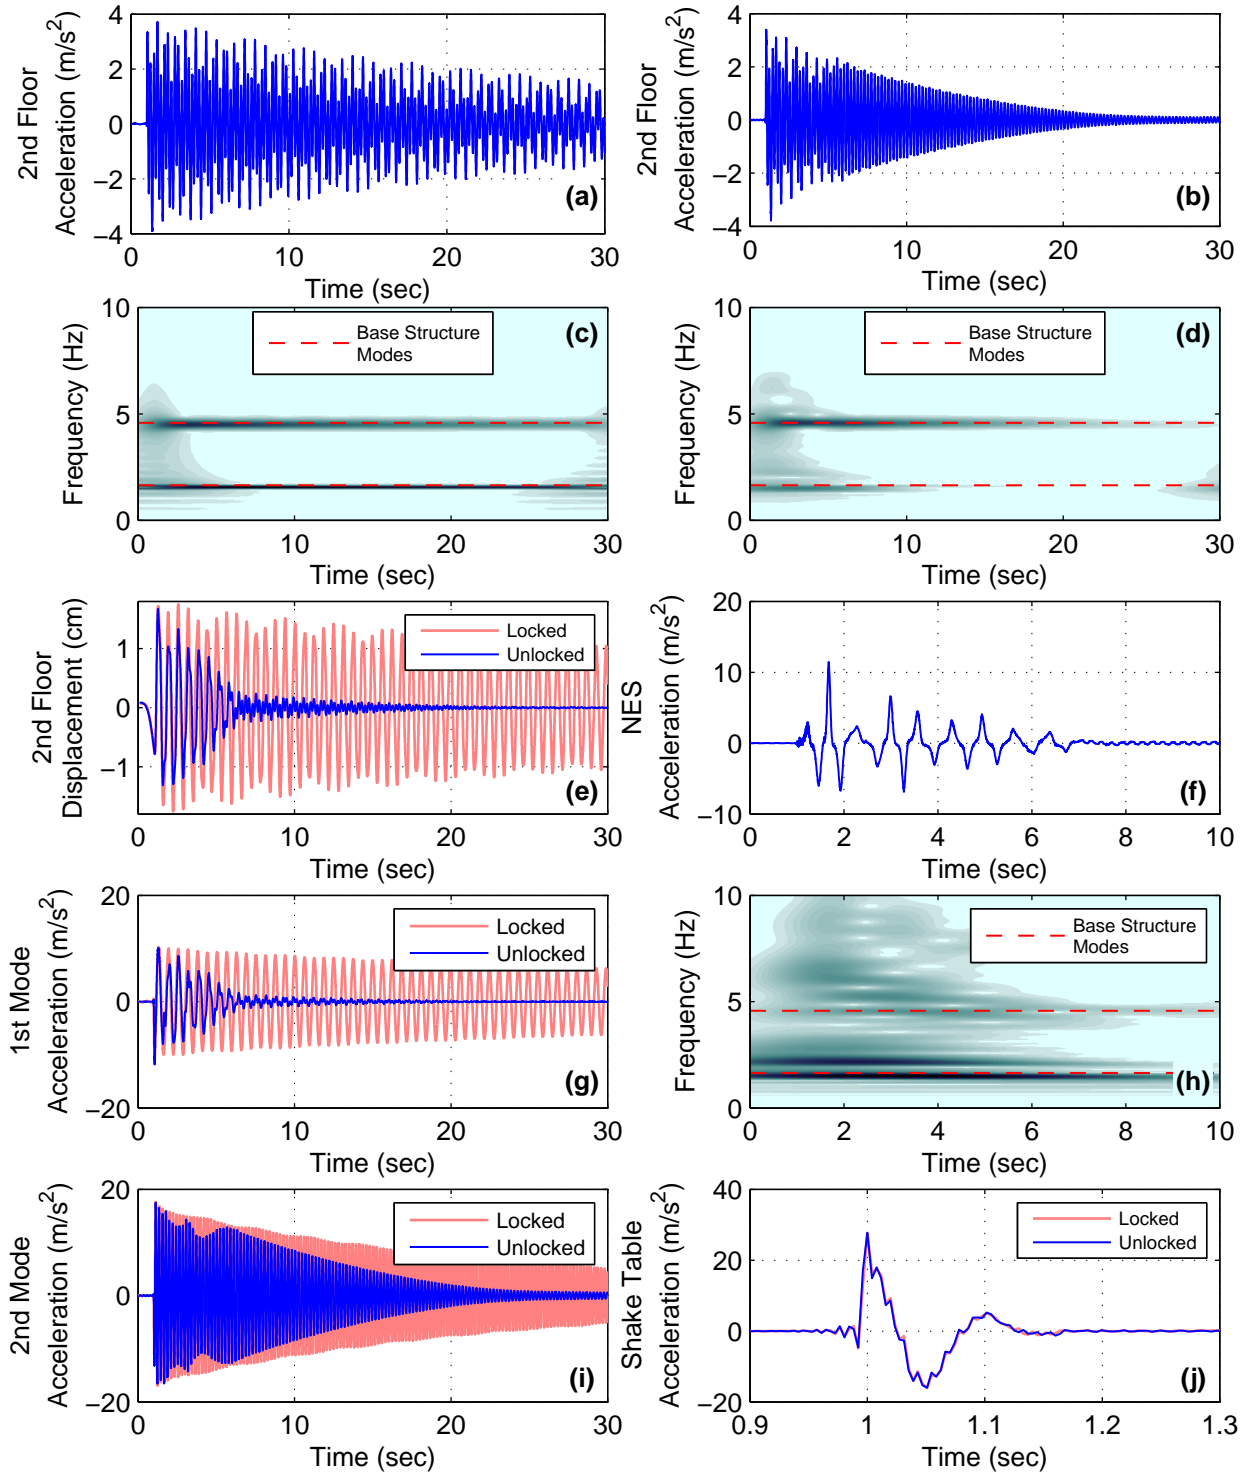 2nd Floor
Acceleration (m/s²)
4
2
0
−2
−4
0
10
20
30
Time (sec)
(a)
2nd Floor
Acceleration (m/s²)
4
2
0
−2
−4
0
10
20
30
Time (sec)
(b)
Frequency (Hz)
10
5
0
0
10
20
30
Time (sec)
Base Structure
Modes
(c)
Frequency (Hz)
10
5
0
0
10
20
30
Time (sec)
Base Structure
Modes
(d)
2nd Floor
Displacement (cm)
1
0
−1
0
10
20
30
Time (sec)
Locked
Unlocked
(e)
NES
Acceleration (m/s²)
20
10
0
−10
0
2
4
6
8
10
Time (sec)
(f)
1st Mode
Acceleration (m/s²)
20
0
−20
0
10
20
30
Time (sec)
Locked
Unlocked
(g)
Frequency (Hz)
10
5
0
0
2
4
6
8
10
Time (sec)
Base Structure
Modes
(h)
2nd Mode
Acceleration (m/s²)
20
0
−20
0
10
20
30
Time (sec)
Locked
Unlocked
(i)
Shake Table
Acceleration (m/s²)
40
20
0
−20
0.9
1
1.1
1.2
1.3
Time (sec)
Locked
Unlocked
(j)